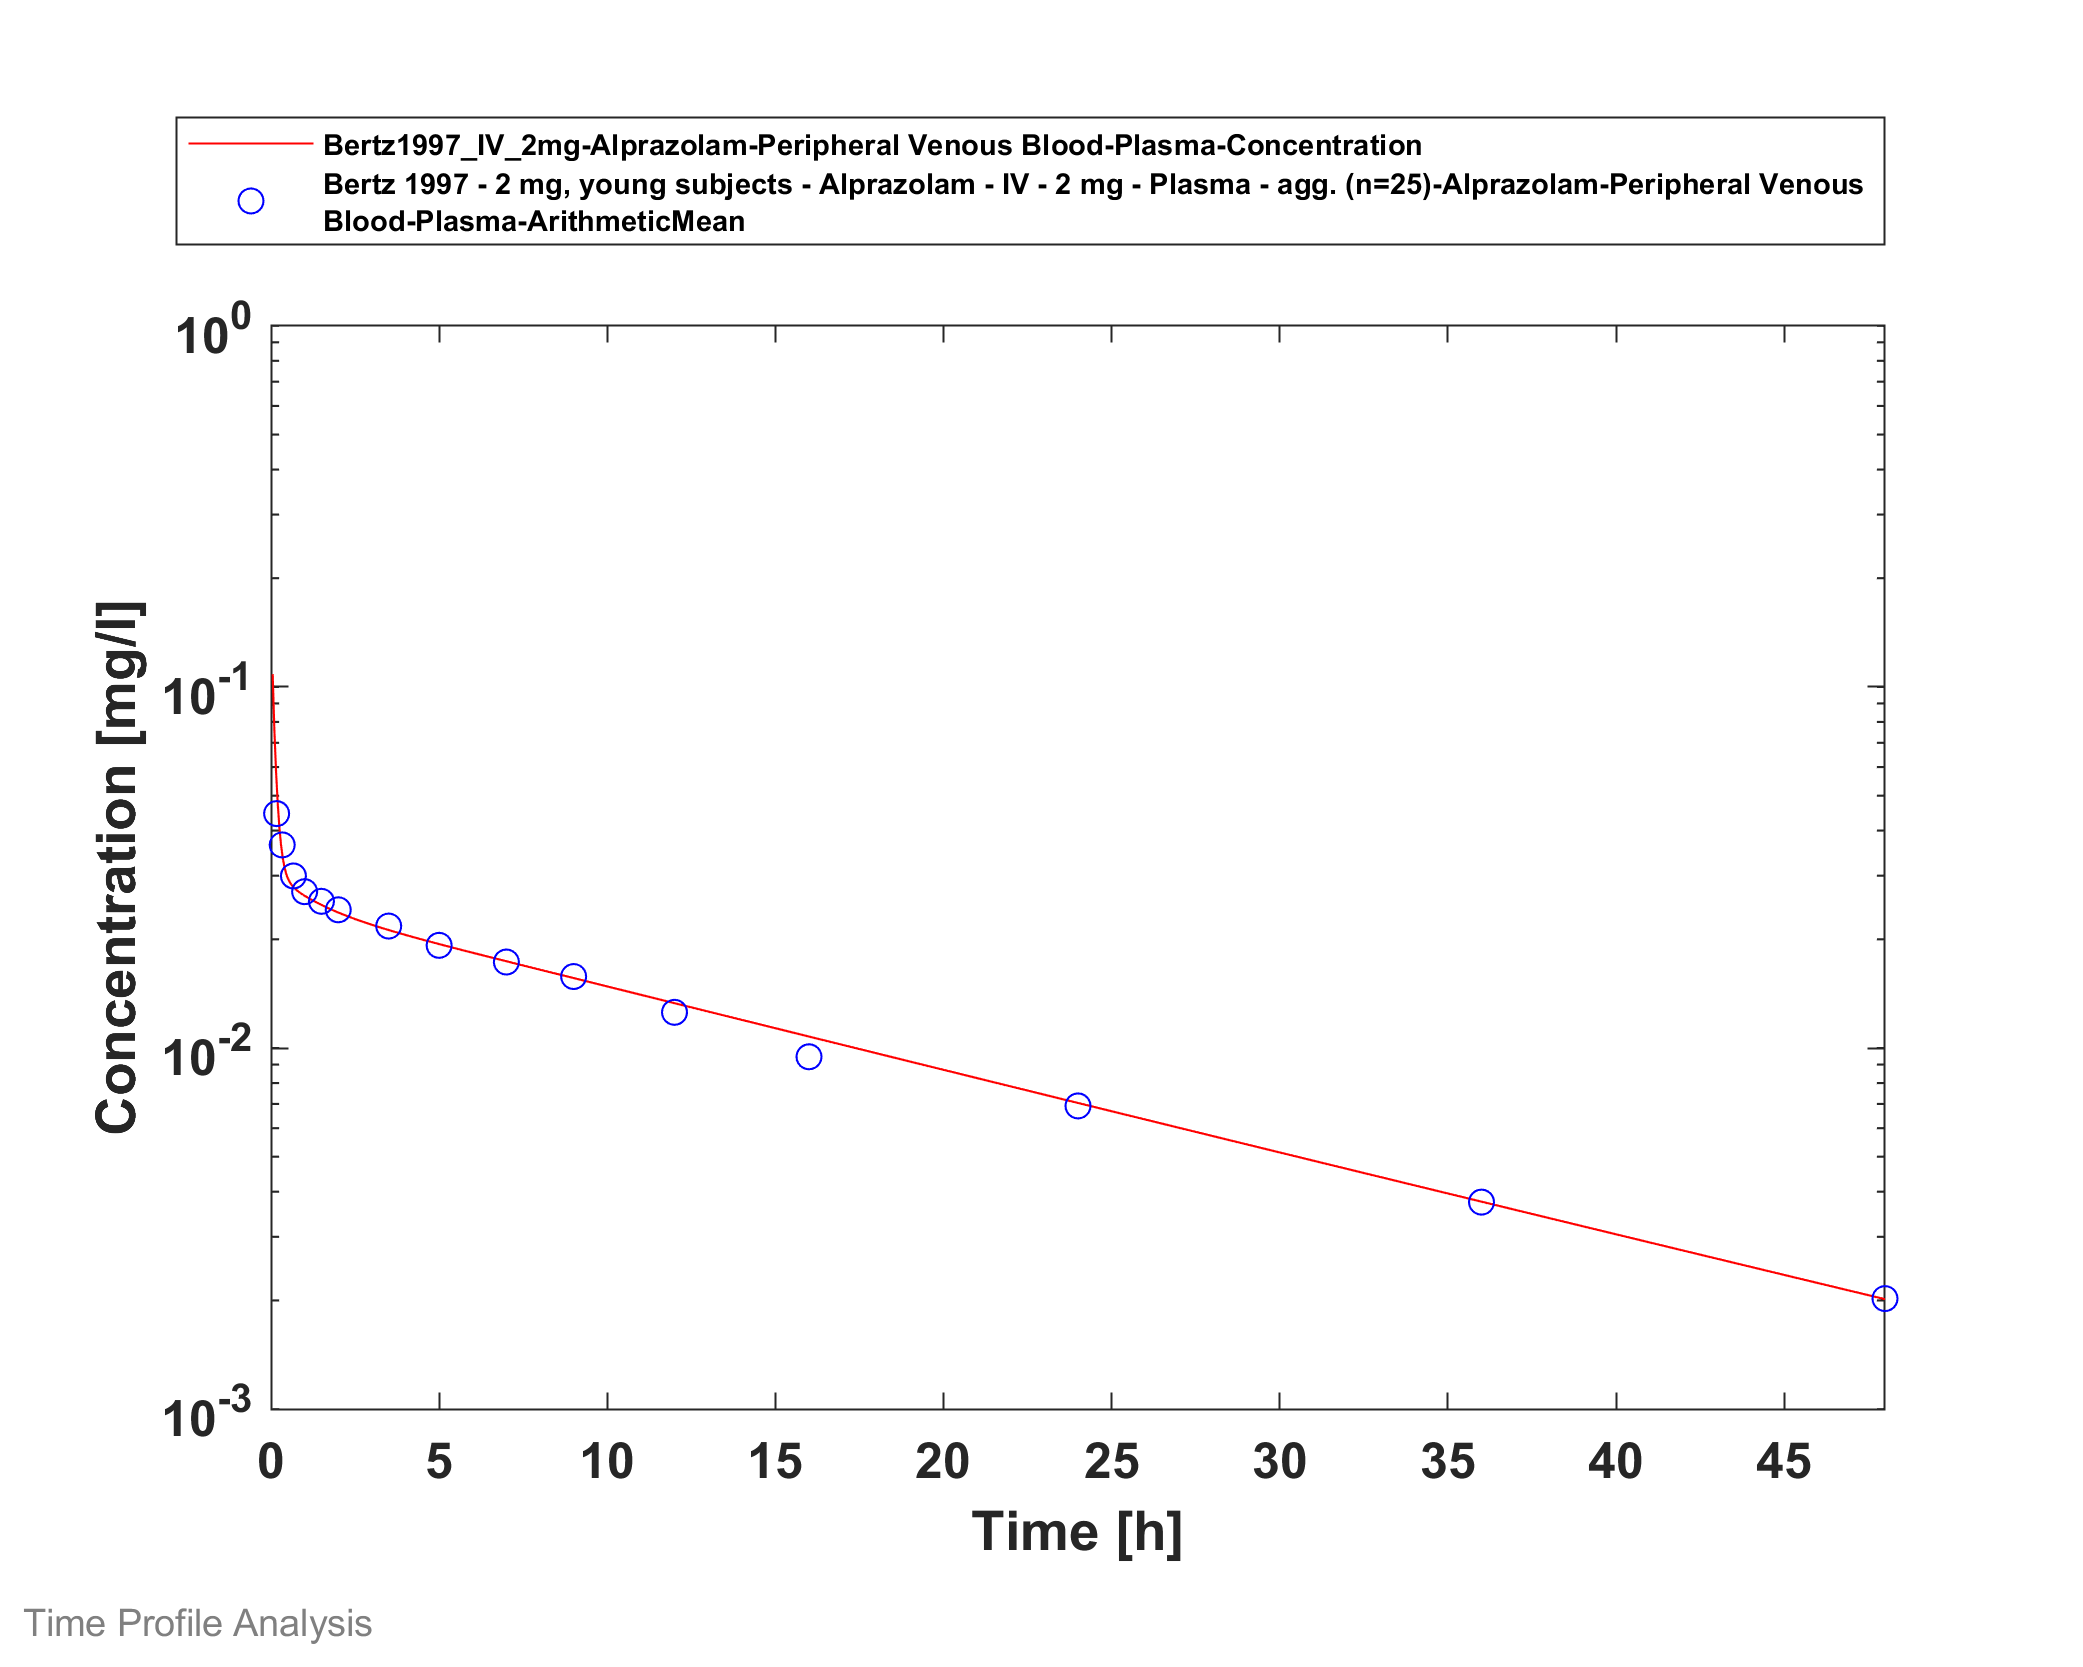 Bertz1997_IV_2mg-Alprazolam-Peripheral Venous Blood-Plasma-Concentration
Bertz 1997 - 2 mg, young subjects - Alprazolam - IV - 2 mg - Plasma - agg. (n=25)-Alprazolam-Peripheral Venous
Blood-Plasma-ArithmeticMean
10^0
10^-1
10^-2
10^-3
Concentration [mg/l]
0 5 10 15 20 25 30 35 40 45
Time [h]
Time Profile Analysis